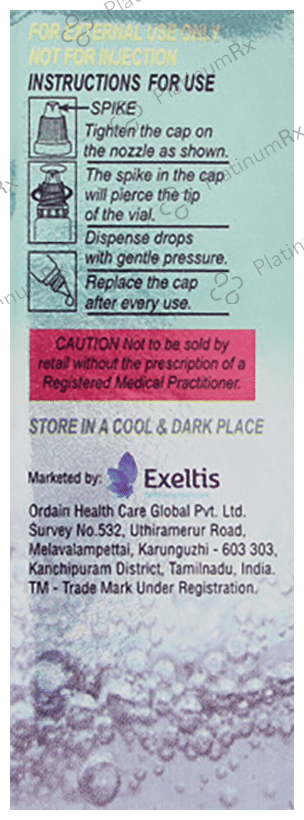 FOR EXTERNAL USE ONLY
NOT FOR INJECTION
INSTRUCTIONS FOR USE
SPIKE
Tighten the cap on
the nozzle as shown.
The spike in the cap
will pierce the tip
of the vial.
Dispense drops
with gentle pressure.
Replace the cap
after every use.
CAUTION Not to be sold by
retail without the prescription of a
Registered Medical Practitioner.
STORE IN A COOL & DARK PLACE
Marketed by: Exeltis
Ordain Health Care Global Pvt. Ltd.
Survey No.532, Uthiramerur Road,
Melavalampettai, Karunguzhi - 603 303,
Kanchipuram District, Tamilnadu, India.
TM - Trade Mark Under Registration.
PlatinumRx
PlatinumRx
PlatinumRx